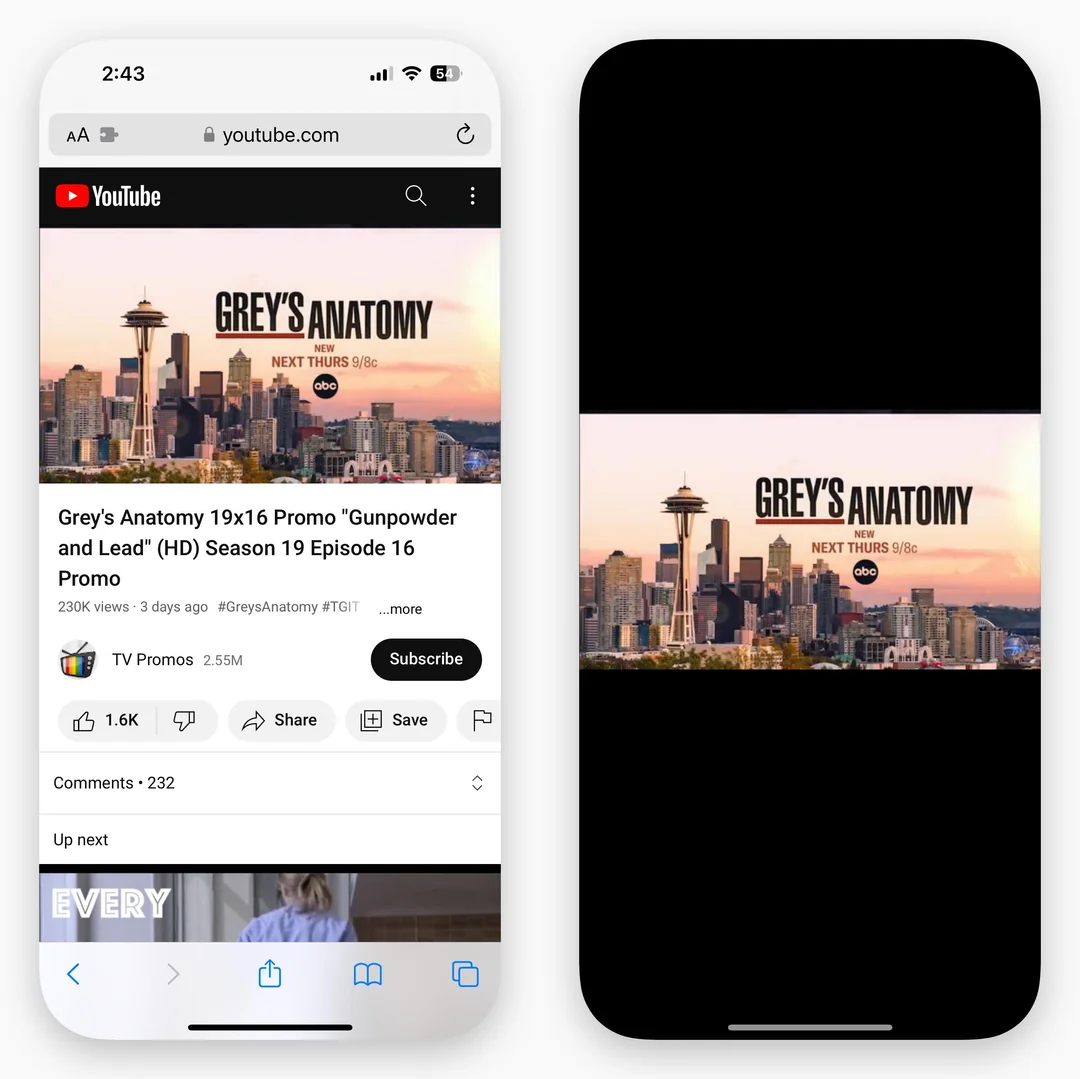 2:43
54
AA
youtube.com
YouTube
GREY'S ANATOMY
NEW
NEXT THURS 9/8c
abc
Grey's Anatomy 19x16 Promo "Gunpowder
and Lead" (HD) Season 19 Episode 16
Promo
230K views · 3 days ago #GreysAnatomy #TGIT ...more
TV Promos 2.55M
Subscribe
1.6K
Share
Save
Comments • 232
Up next
EVERY
GREY'S ANATOMY
NEW
NEXT THURS 9/8c
abc